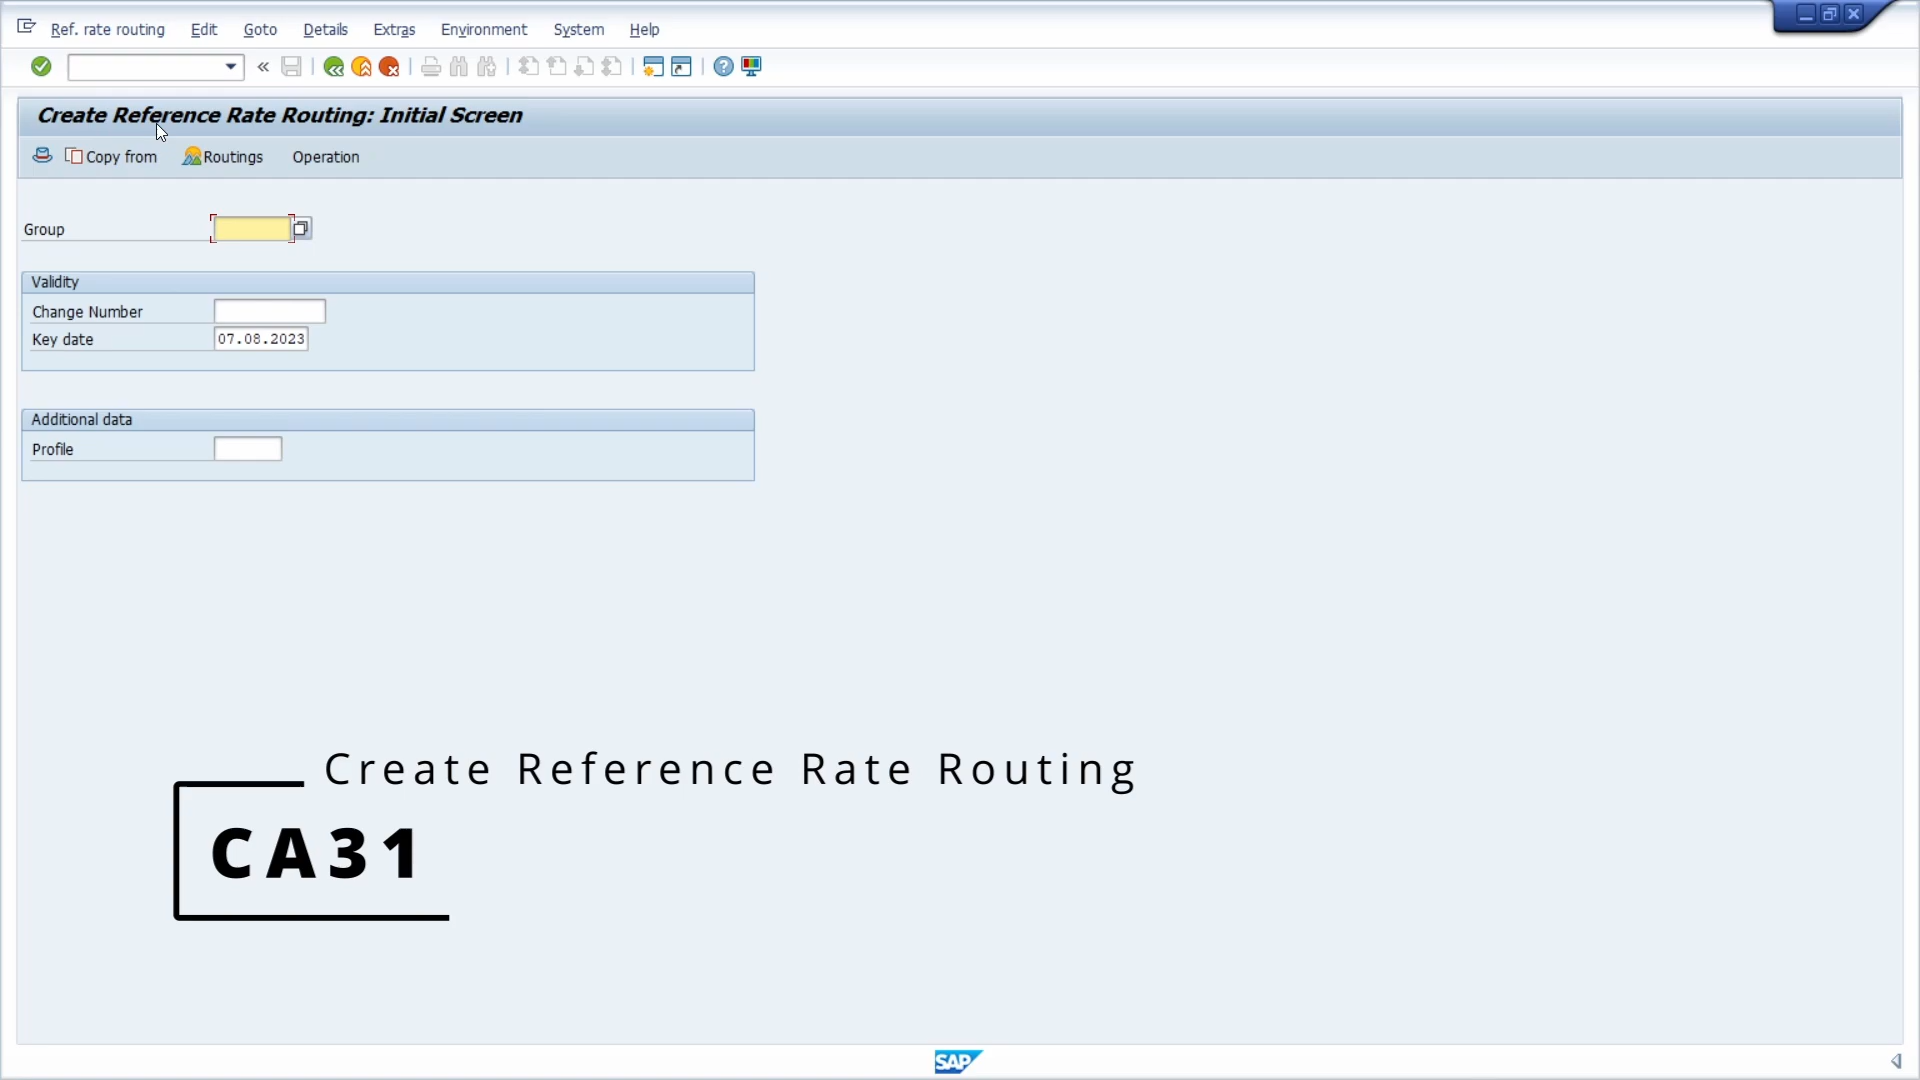 Ref. rate routing Edit Goto Details Extras Environment System Help
Create Reference Rate Routing: Initial Screen
Copy from Routings Operation
Group
Validity
Change Number
Key date 07.08.2023
Additional data
Profile
Create Reference Rate Routing
CA31
SAP